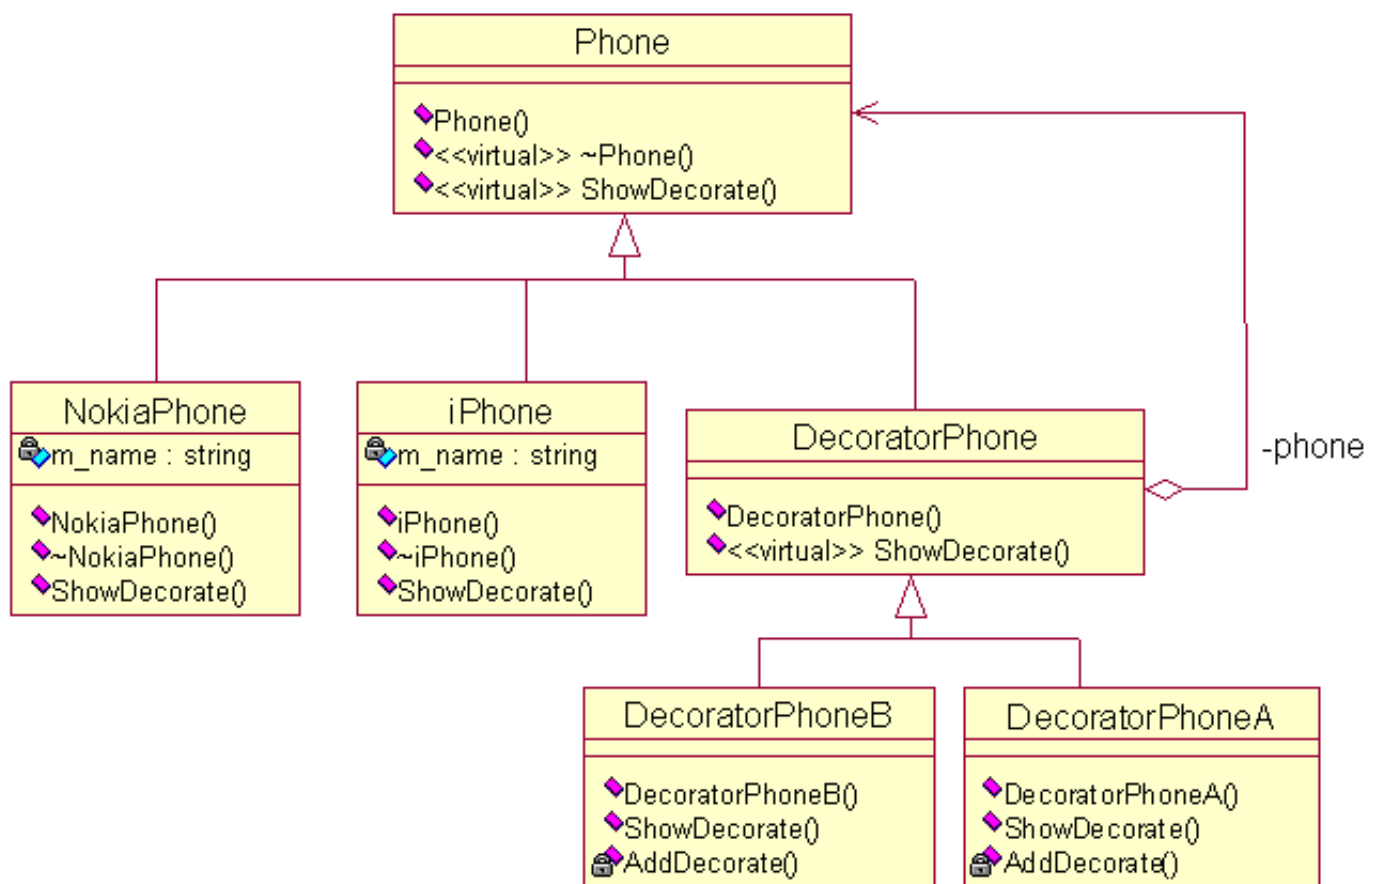 Phone
Phone()
<<virtual>> ~Phone()
<<virtual>> ShowDecorate()
NokiaPhone
m_name : string
NokiaPhone()
~NokiaPhone()
ShowDecorate()
iPhone
m_name : string
iPhone()
~iPhone()
ShowDecorate()
DecoratorPhone
DecoratorPhone()
<<virtual>> ShowDecorate()
-phone
DecoratorPhoneB
DecoratorPhoneB()
ShowDecorate()
AddDecorate()
DecoratorPhoneA
DecoratorPhoneA()
ShowDecorate()
AddDecorate()